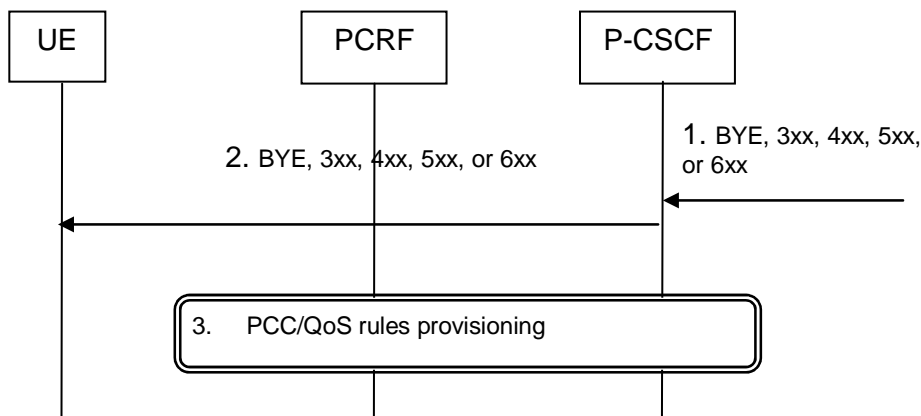 UE
PCRF
P-CSCF
1. BYE, 3xx, 4xx, 5xx,
or 6xx
2. BYE, 3xx, 4xx, 5xx, or 6xx
3. PCC/QoS rules provisioning